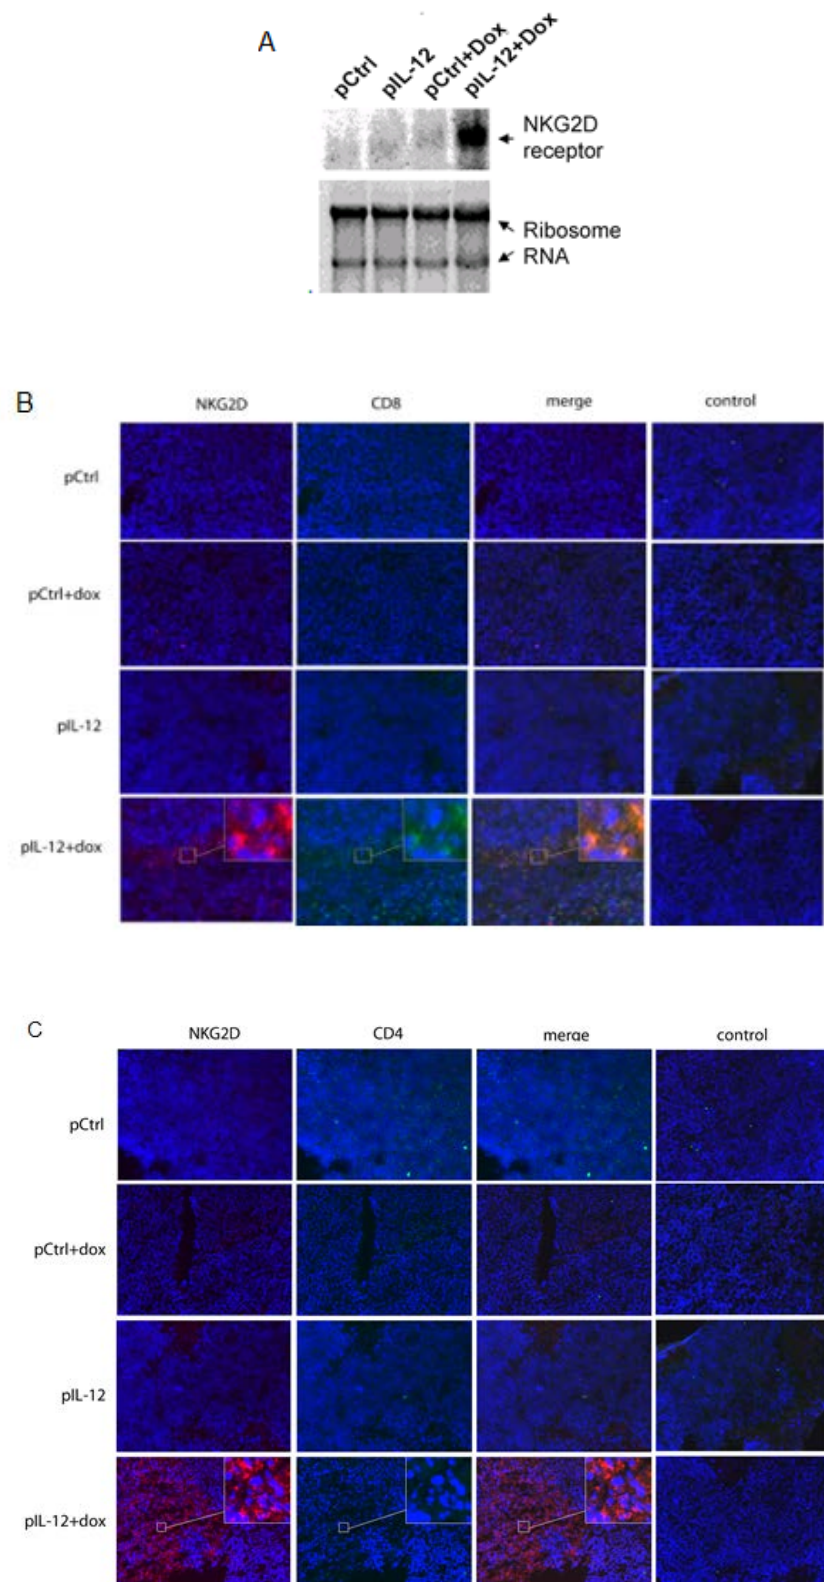 A
pCtrl
pIL-12
pCtrl+Dox
pIL-12+Dox
NKG2D
receptor
Ribosome
RNA
B
NKG2D CD8 merge control
pCtrl
pCtrl+dox
pIL-12
pIL-12+dox
C
NKG2D CD4 merge control
pCtrl
pCtrl+dox
pIL-12
pIL-12+dox